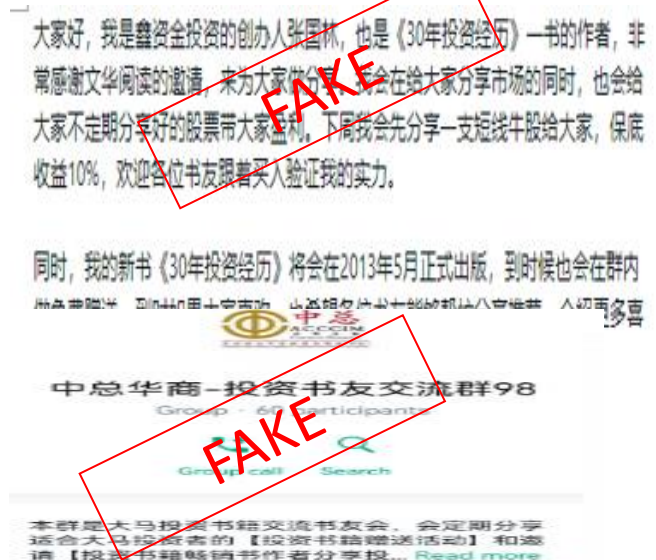 大家好，我是鑫资金投资的创办人张国林，也是《30年投资经历》一书的作者，非
常感谢文华阅读的邀请，来为大家做分享。我会在给大家分享市场的同时，也会给
大家不定期分享好的股票带大家盈利。下周我会先分享一支短线牛股给大家，保底
收益10%，欢迎各位书友跟着买入验证我的实力。
FAKE
同时，我的新书《30年投资经历》将会在2013年5月正式出版，到时候也会在群内
中总
ACCCIM
中总华商-投资书友交流群98
Group · 60 participants
Group call Search
FAKE
本群是大马投资书籍交流书友会，会定期分享
适合大马投资者的【投资书籍赠送活动】和邀
请【投资书籍畅销书作者分享投... Read more